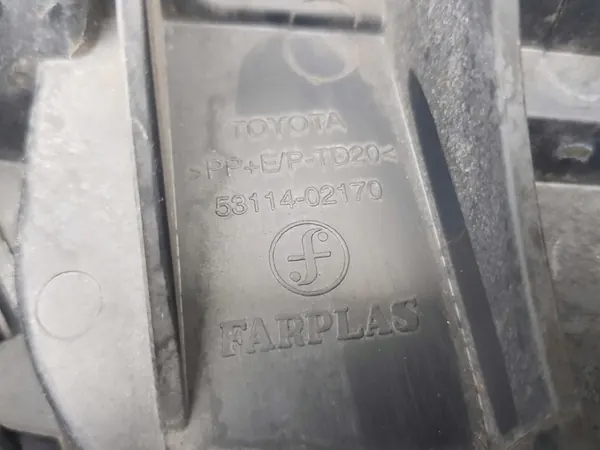 TOYOTA
>PP+E/P-TD20<
53114-02170
f
FARPLAS